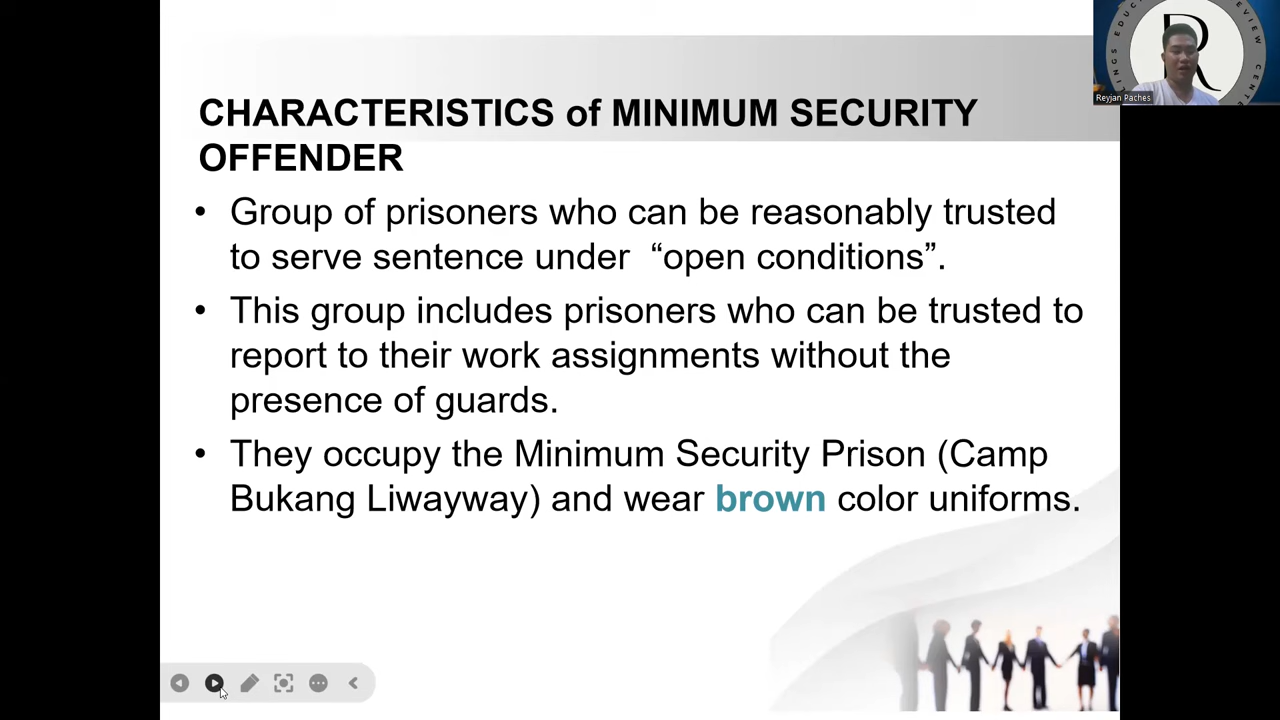 R
Reyjan Paches
CHARACTERISTICS of MINIMUM SECURITY
OFFENDER
• Group of prisoners who can be reasonably trusted
to serve sentence under “open conditions”.
• This group includes prisoners who can be trusted to
report to their work assignments without the
presence of guards.
• They occupy the Minimum Security Prison (Camp
Bukang Liwayway) and wear brown color uniforms.